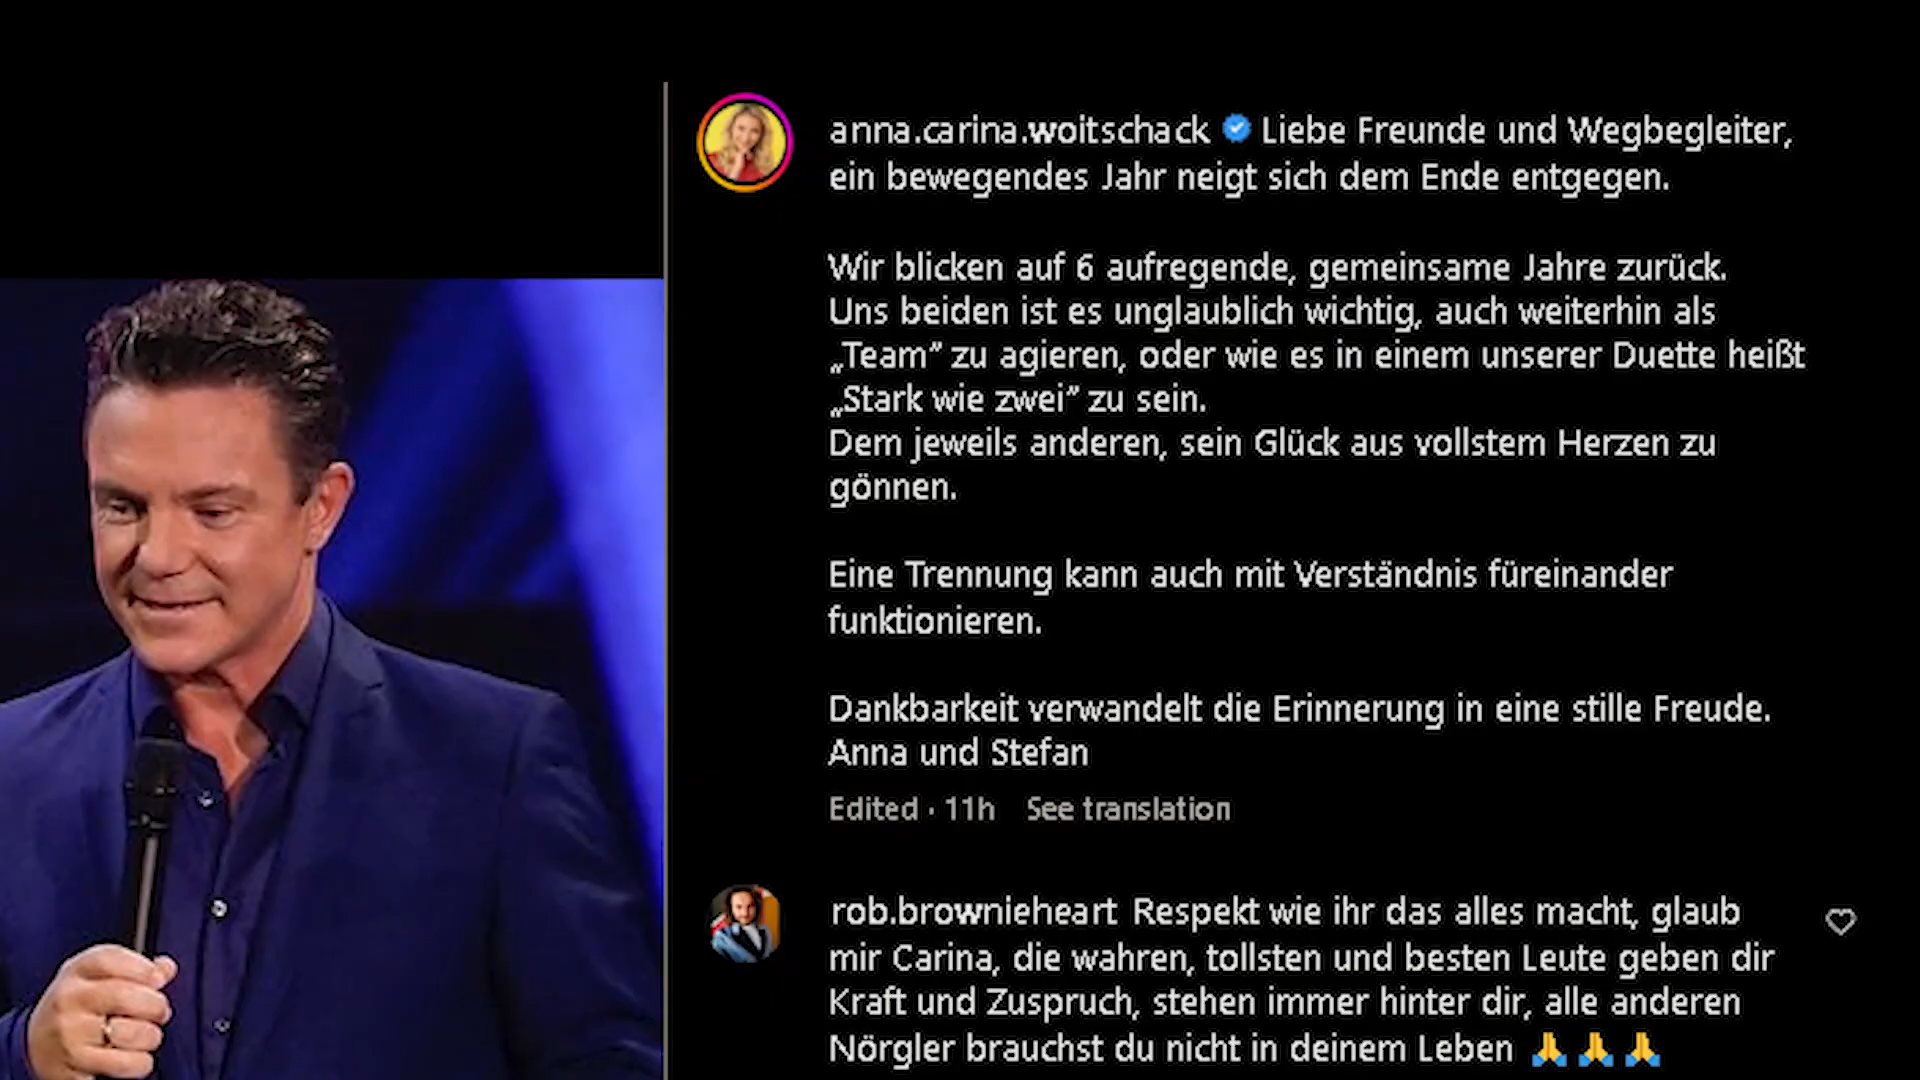 anna.carina.woitschack Liebe Freunde und Wegbegleiter,
ein bewegendes Jahr neigt sich dem Ende entgegen.
Wir blicken auf 6 aufregende, gemeinsame Jahre zurück.
Uns beiden ist es unglaublich wichtig, auch weiterhin als
„Team” zu agieren, oder wie es in einem unserer Duette heißt
„Stark wie zwei” zu sein.
Dem jeweils anderen, sein Glück aus vollstem Herzen zu
gönnen.
Eine Trennung kann auch mit Verständnis füreinander
funktionieren.
Dankbarkeit verwandelt die Erinnerung in eine stille Freude.
Anna und Stefan
Edited · 11h See translation
rob.brownieheart Respekt wie ihr das alles macht, glaub
mir Carina, die wahren, tollsten und besten Leute geben dir
Kraft und Zuspruch, stehen immer hinter dir, alle anderen
Nörgler brauchst du nicht in deinem Leben 🙏🙏🙏